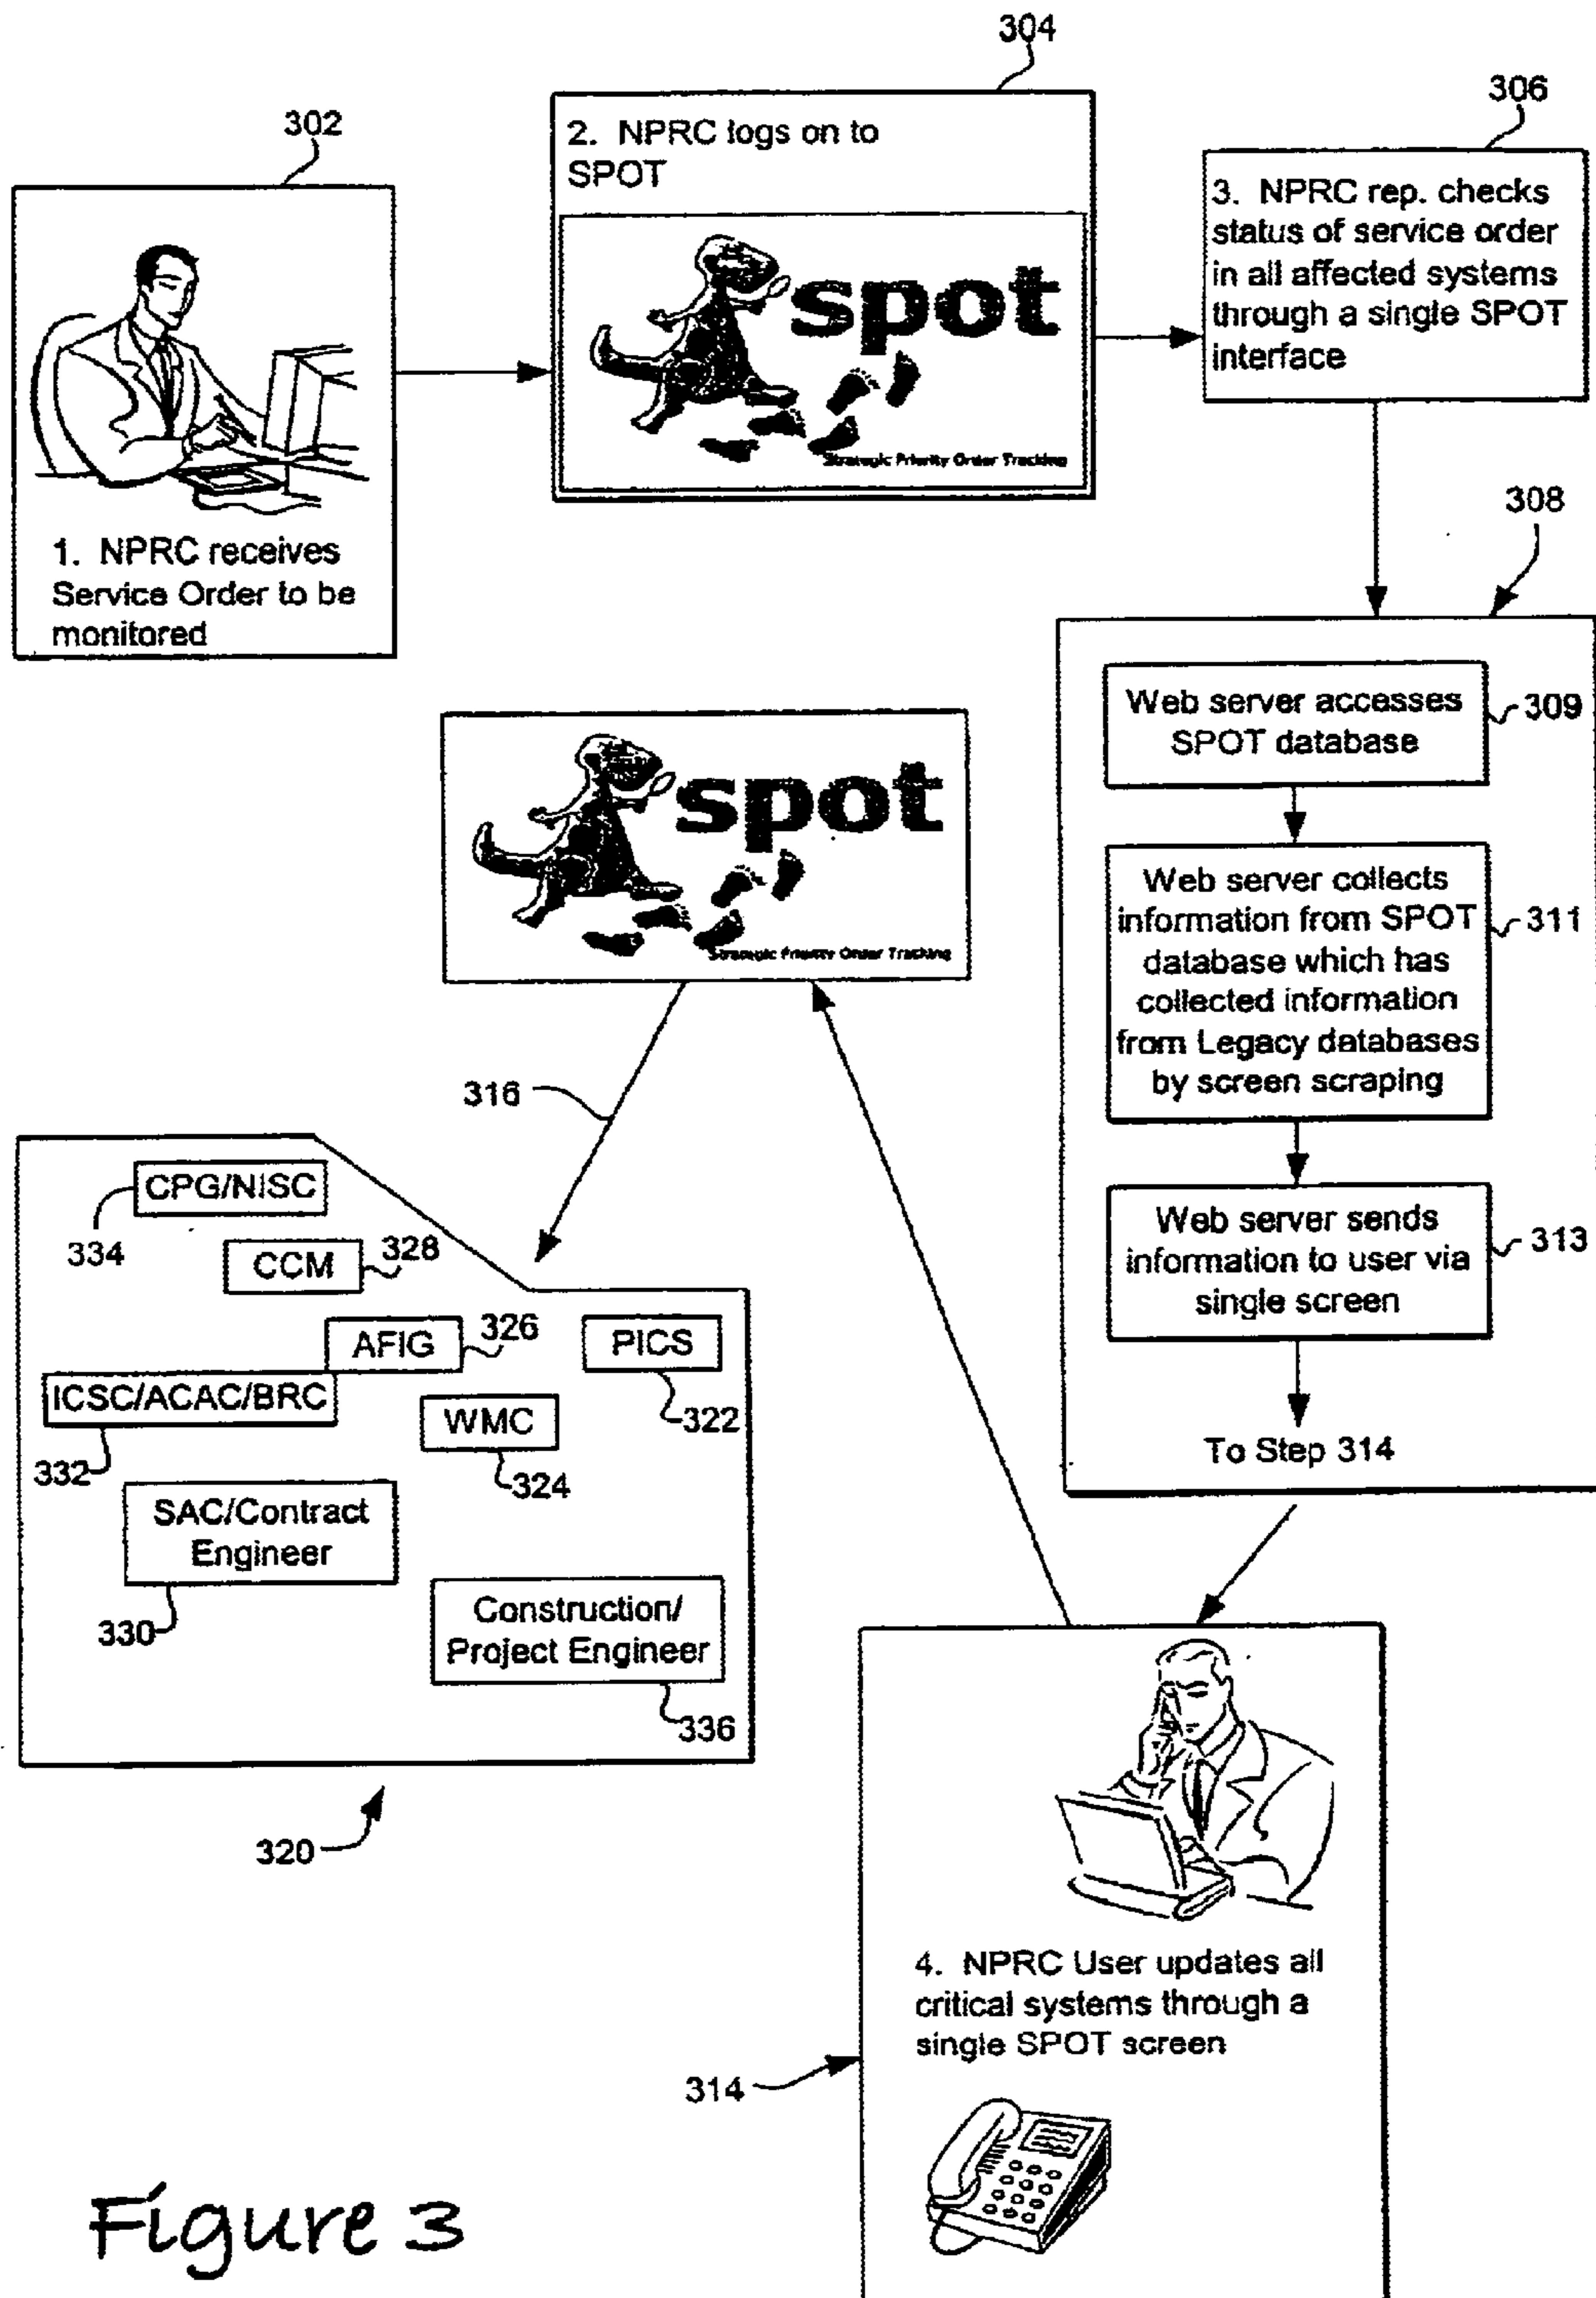 304
306
302
2. NPRC logs on to
SPOT
spot
Strategic Priority Order Tracking
3. NPRC rep. checks
status of service order
in all affected systems
through a single SPOT
interface
1. NPRC receives
Service Order to be
monitored
308
Web server accesses
SPOT database
309
Web server collects
information from SPOT
database which has
collected information
from Legacy databases
by screen scraping
311
Web server sends
information to user via
single screen
313
To Step 314
spot
Strategic Priority Order Tracking
316
CPG/NISC
334
CCM
328
AFIG
326
PICS
322
ICSC/ACAC/BRC
332
WMC
324
SAC/Contract
Engineer
330
Construction/
Project Engineer
336
320
4. NPRC User updates all
critical systems through a
single SPOT screen
314
Figure 3